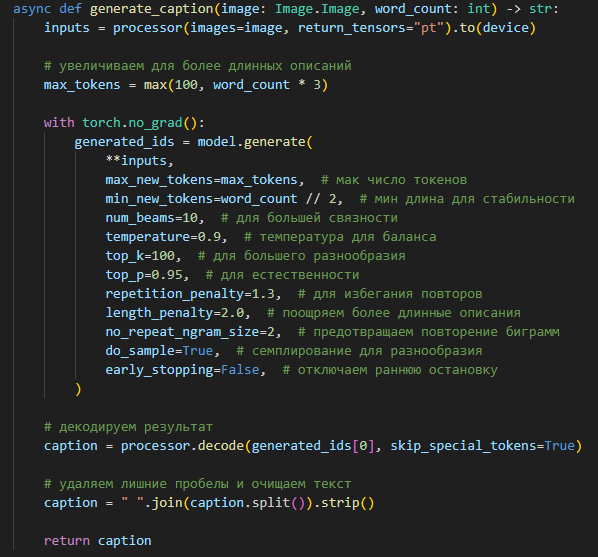 async def generate_caption(image: Image.Image, word_count: int) -> str:
    inputs = processor(images=image, return_tensors="pt").to(device)

    # увеличиваем для более длинных описаний
    max_tokens = max(100, word_count * 3)

    with torch.no_grad():
        generated_ids = model.generate(
            **inputs,
            max_new_tokens=max_tokens,  # мак число токенов
            min_new_tokens=word_count // 2,  # мин длина для стабильности
            num_beams=10,  # для большей связности
            temperature=0.9,  # температура для баланса
            top_k=100,  # для большего разнообразия
            top_p=0.95,  # для естественности
            repetition_penalty=1.3,  # для избегания повторов
            length_penalty=2.0,  # поощряем более длинные описания
            no_repeat_ngram_size=2,  # предотвращаем повторение биграмм
            do_sample=True,  # семплирование для разнообразия
            early_stopping=False,  # отключаем раннюю остановку
        )

    # декодируем результат
    caption = processor.decode(generated_ids[0], skip_special_tokens=True)

    # удаляем лишние пробелы и очищаем текст
    caption = " ".join(caption.split()).strip()

    return caption